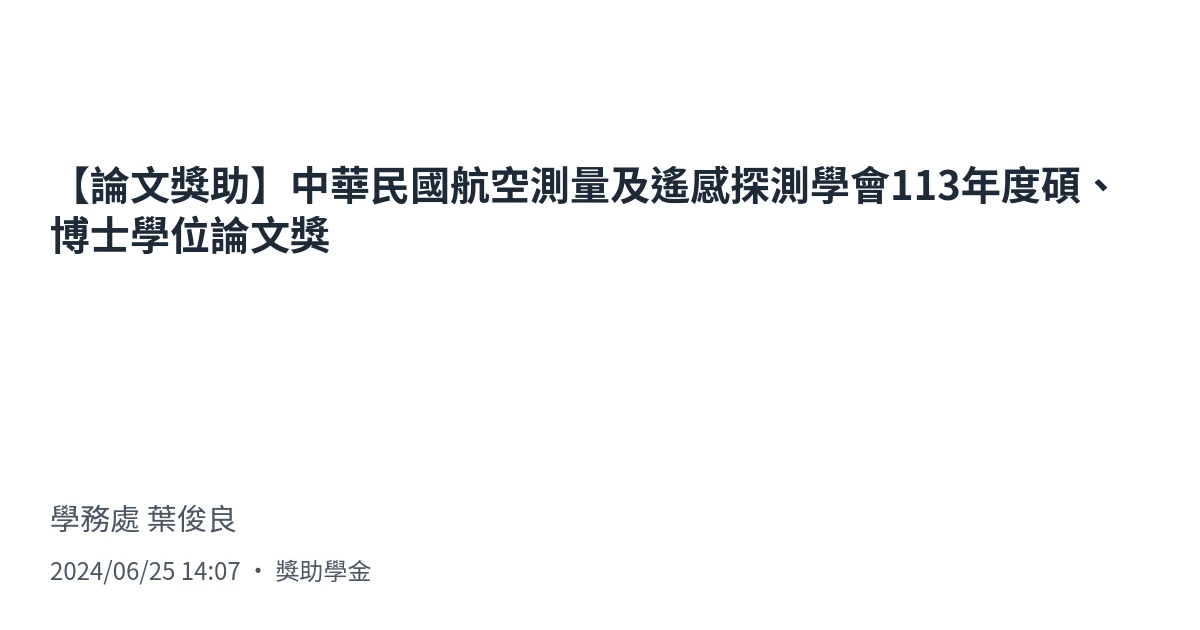 【論文獎助】中華民國航空測量及遙感探測學會113年度碩、
博士學位論文獎
學務處 葉俊良
2024/06/25 14:07 ・ 獎助學金